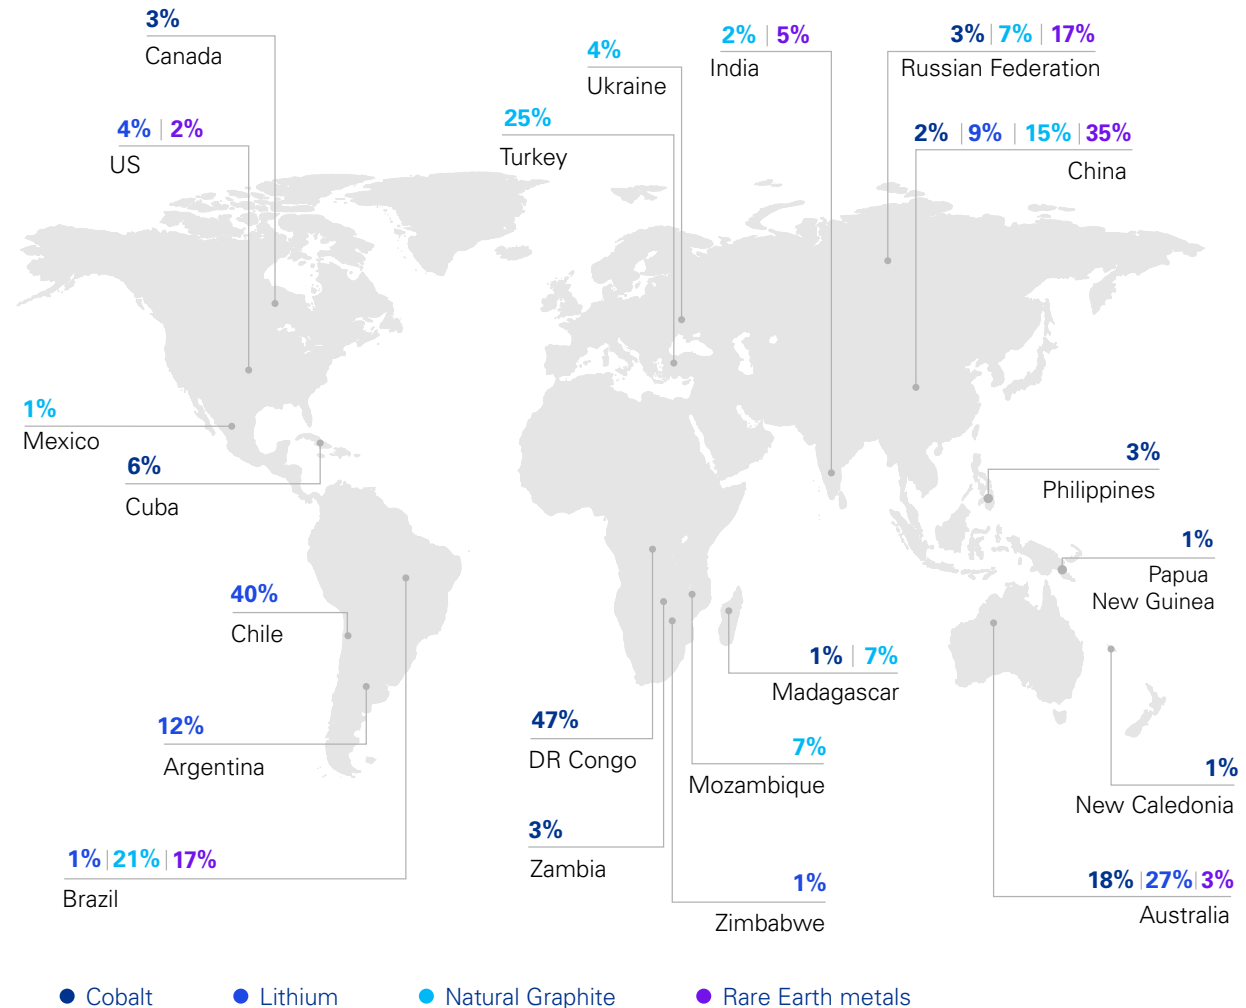 3%
Canada
4% | 2%
US
4%
Ukraine
25%
Turkey
2% | 5%
India
3% | 7% | 17%
Russian Federation
2% | 9% | 15% | 35%
China
1%
Mexico
6%
Cuba
3%
Philippines
1%
Papua
New Guinea
40%
Chile
12%
Argentina
1% | 21% | 17%
Brazil
47%
DR Congo
3%
Zambia
1% | 7%
Madagascar
7%
Mozambique
1%
Zimbabwe
1%
New Caledonia
18% | 27% | 3%
Australia
Cobalt
Lithium
Natural Graphite
Rare Earth metals